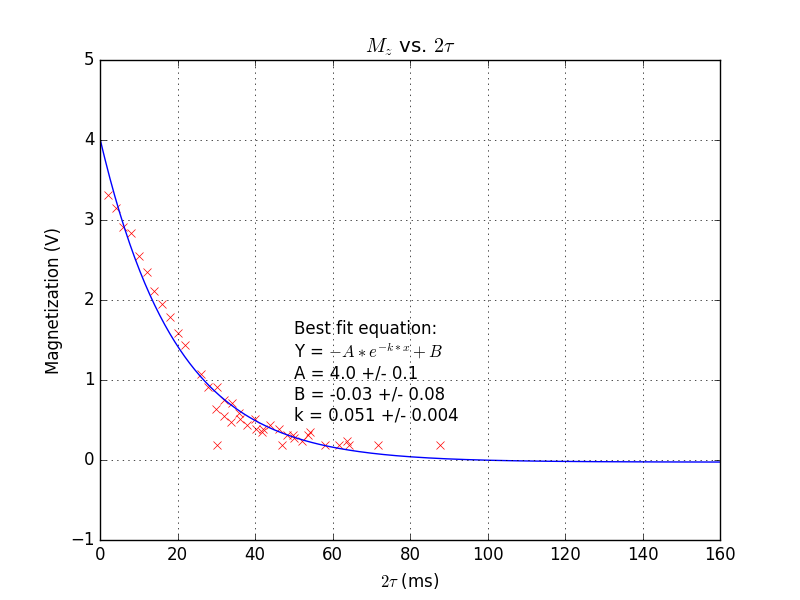 M_z vs. 2τ
Magnetization (V)
5
4
3
2
1
0
−1
Best fit equation:
Y = −A ∗ e^{−k∗x} + B
A = 4.0 +/- 0.1
B = -0.03 +/- 0.08
k = 0.051 +/- 0.004
0 20 40 60 80 100 120 140 160
2τ (ms)